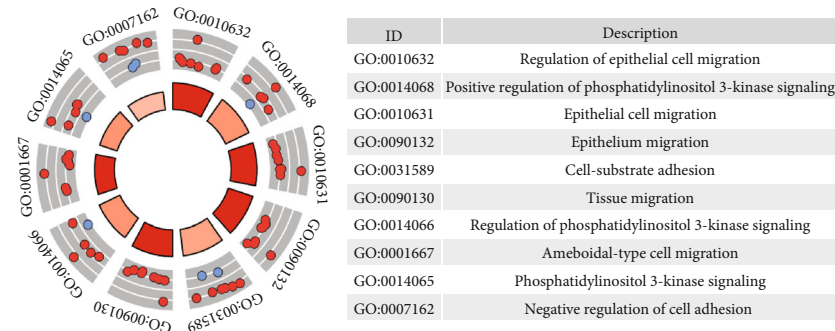 GO:0007162
GO:0010632
GO:0014068
GO:0010631
GO:0090132
GO:0031589
GO:0090130
GO:0014066
GO:0001667
GO:0014065
ID Description
GO:0010632 Regulation of epithelial cell migration
GO:0014068 Positive regulation of phosphatidylinositol 3-kinase signaling
GO:0010631 Epithelial cell migration
GO:0090132 Epithelium migration
GO:0031589 Cell-substrate adhesion
GO:0090130 Tissue migration
GO:0014066 Regulation of phosphatidylinositol 3-kinase signaling
GO:0001667 Ameboidal-type cell migration
GO:0014065 Phosphatidylinositol 3-kinase signaling
GO:0007162 Negative regulation of cell adhesion